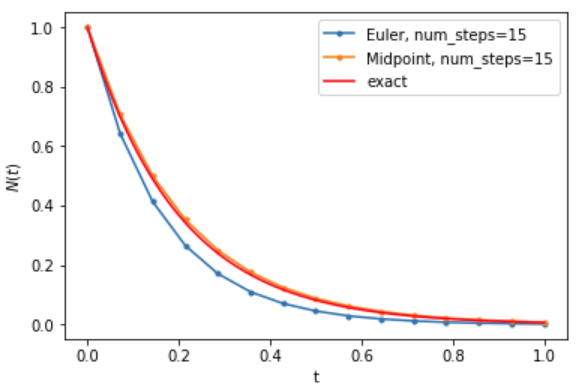 1.0
0.8
0.6
0.4
0.2
0.0
N(t)
Euler, num_steps=15
Midpoint, num_steps=15
exact
0.0 0.2 0.4 0.6 0.8 1.0
t